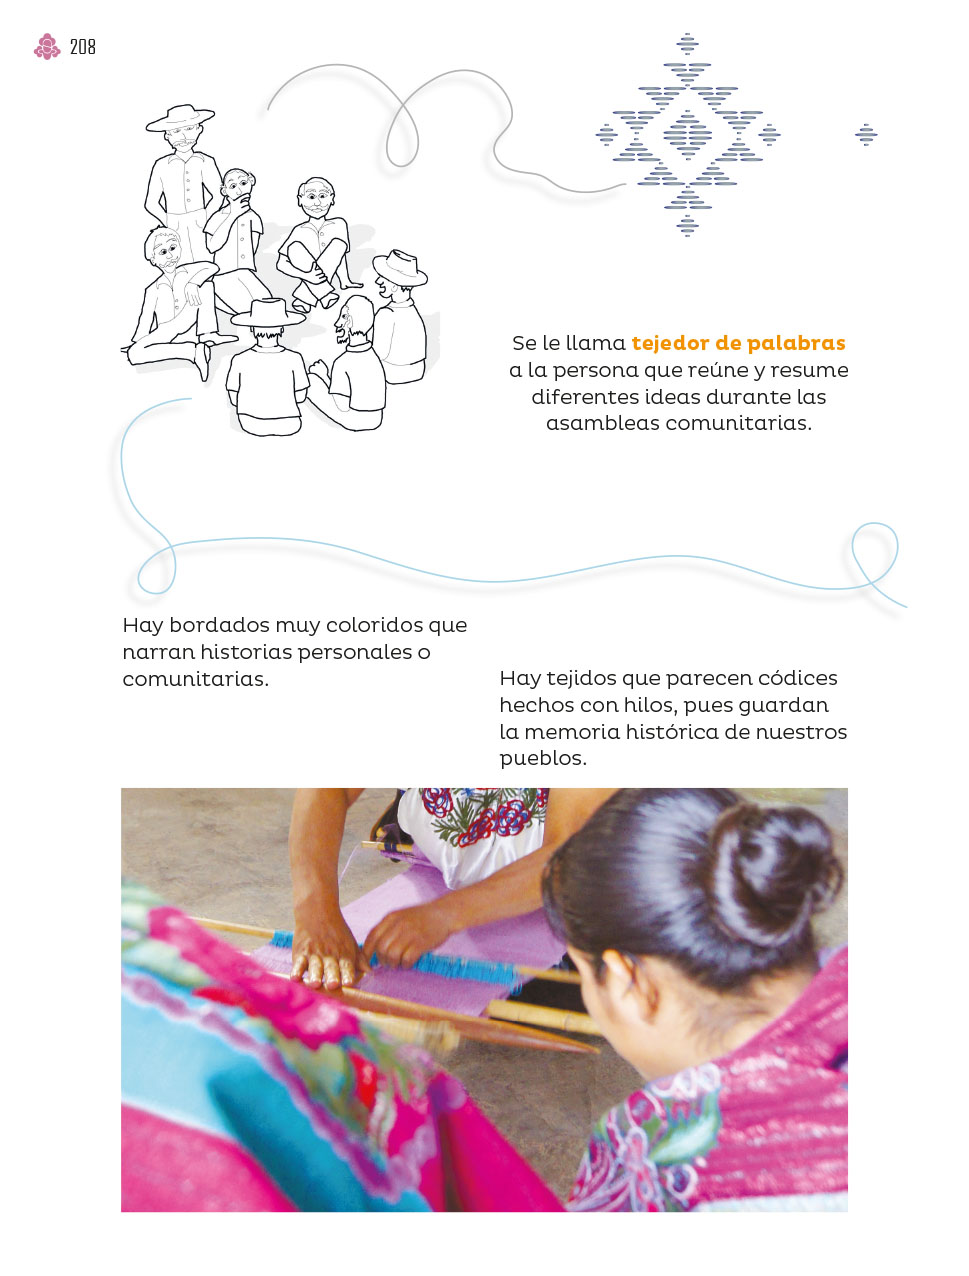 208
Se le llama tejedor de palabras
a la persona que reúne y resume
diferentes ideas durante las
asambleas comunitarias.
Hay bordados muy coloridos que
narran historias personales o
comunitarias.
Hay tejidos que parecen códices
hechos con hilos, pues guardan
la memoria histórica de nuestros
pueblos.